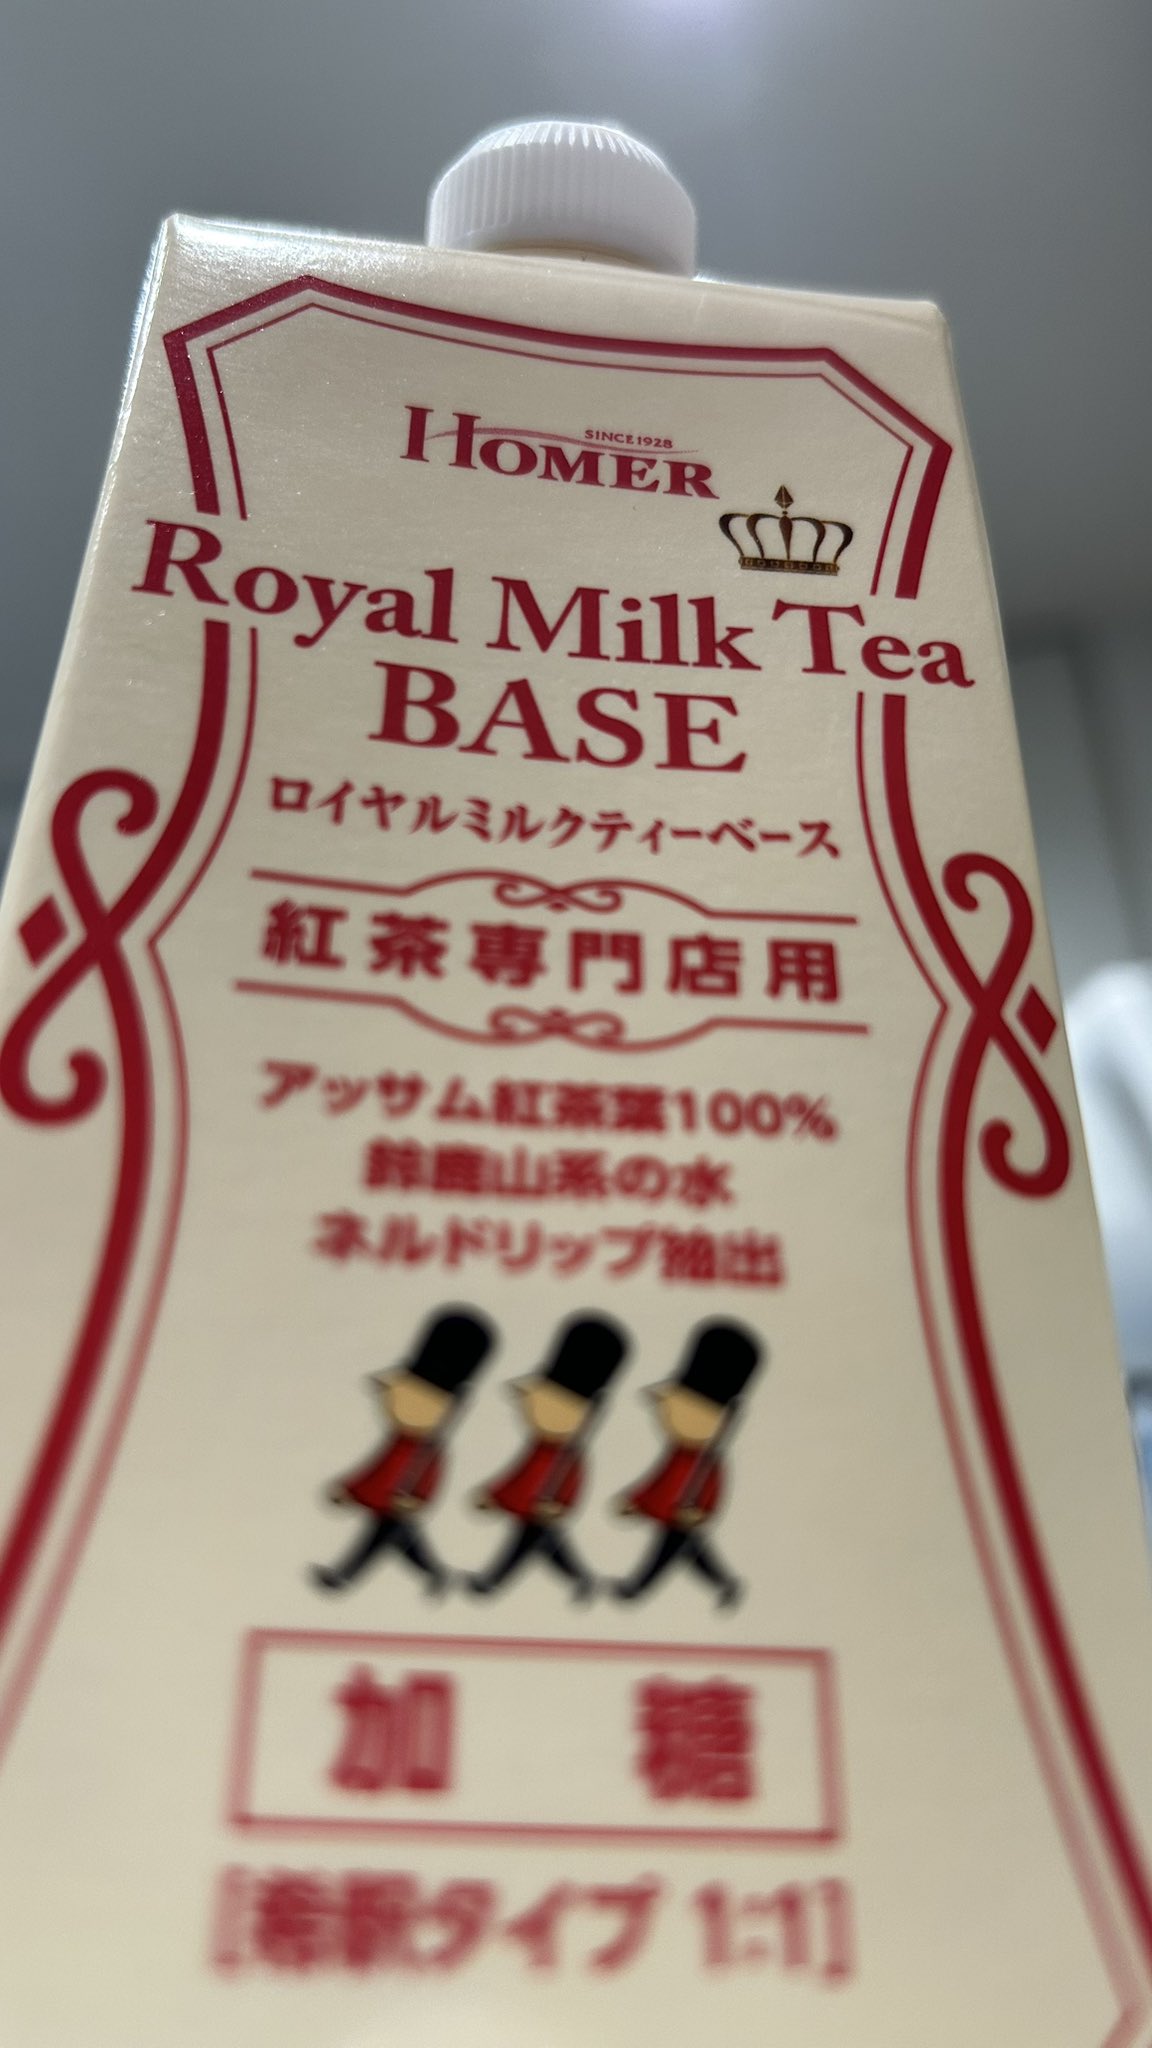 SINCE 1928
HOMER
Royal Milk Tea
BASE
ロイヤルミルクティーベース
紅茶専門店用
アッサム紅茶葉100%
鈴鹿山系の水
ネルドリップ抽出
加糖
[希釈タイプ 1:1]